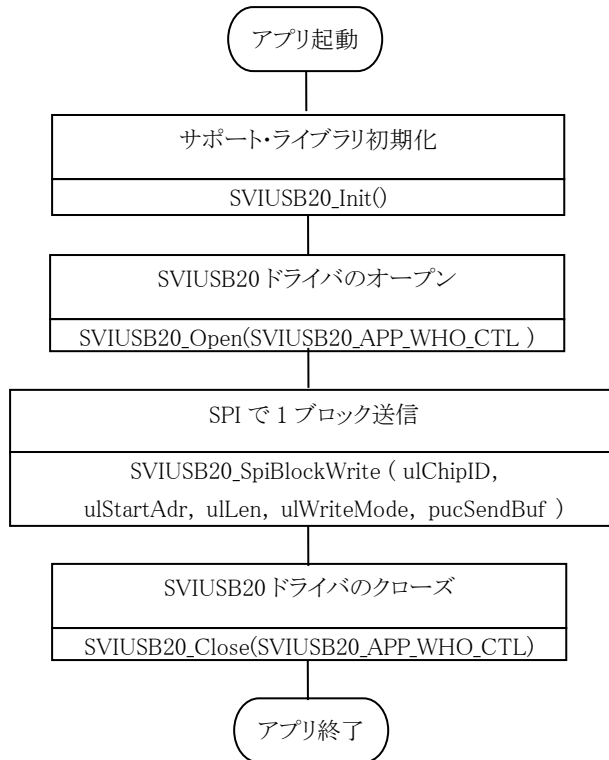 アプリ起動
サポート・ライブラリ初期化
SVIUSB20_Init()
SVIUSB20 ドライバのオープン
SVIUSB20_Open(SVIUSB20_APP_WHO_CTL )
SPI で 1 ブロック送信
SVIUSB20_SpiBlockWrite ( ulChipID,
ulStartAdr, ulLen, ulWriteMode, pucSendBuf )
SVIUSB20 ドライバのクローズ
SVIUSB20_Close(SVIUSB20_APP_WHO_CTL)
アプリ終了